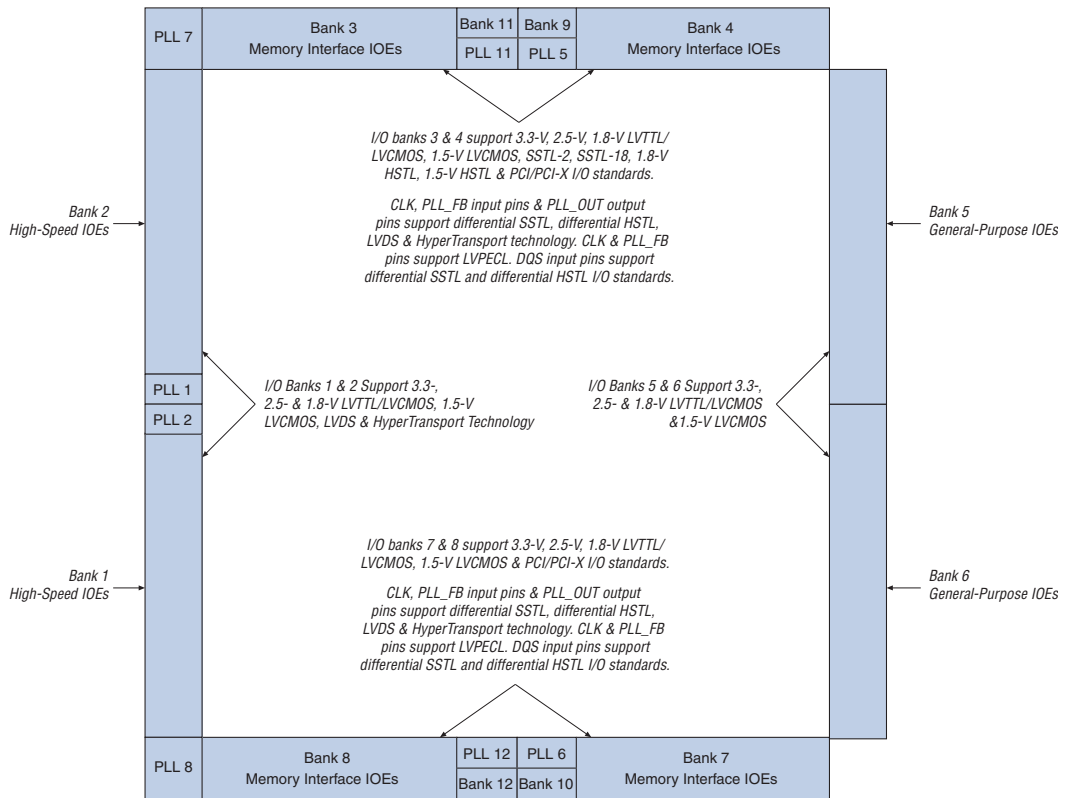 PLL 7
Bank 3
Memory Interface IOEs
Bank 11
Bank 9
PLL 11
PLL 5
Bank 4
Memory Interface IOEs
I/O banks 3 & 4 support 3.3-V, 2.5-V, 1.8-V LVTTL/
LVCMOS, 1.5-V LVCMOS, SSTL-2, SSTL-18, 1.8-V
HSTL, 1.5-V HSTL & PCI/PCI-X I/O standards.
CLK, PLL_FB input pins & PLL_OUT output
pins support differential SSTL, differential HSTL,
LVDS & HyperTransport technology. CLK & PLL_FB
pins support LVPECL. DQS input pins support
differential SSTL and differential HSTL I/O standards.
Bank 2
High-Speed IOEs
Bank 5
General-Purpose IOEs
PLL 1
PLL 2
I/O Banks 1 & 2 Support 3.3-,
2.5- & 1.8-V LVTTL/LVCMOS, 1.5-V
LVCMOS, LVDS & HyperTransport Technology
I/O Banks 5 & 6 Support 3.3-,
2.5- & 1.8-V LVTTL/LVCMOS
&1.5-V LVCMOS
I/O banks 7 & 8 support 3.3-V, 2.5-V, 1.8-V LVTTL/
LVCMOS, 1.5-V LVCMOS & PCI/PCI-X I/O standards.
CLK, PLL_FB input pins & PLL_OUT output
pins support differential SSTL, differential HSTL,
LVDS & HyperTransport technology. CLK & PLL_FB
pins support LVPECL. DQS input pins support
differential SSTL and differential HSTL I/O standards.
Bank 1
High-Speed IOEs
Bank 6
General-Purpose IOEs
PLL 8
Bank 8
Memory Interface IOEs
PLL 12
PLL 6
Bank 12
Bank 10
Bank 7
Memory Interface IOEs